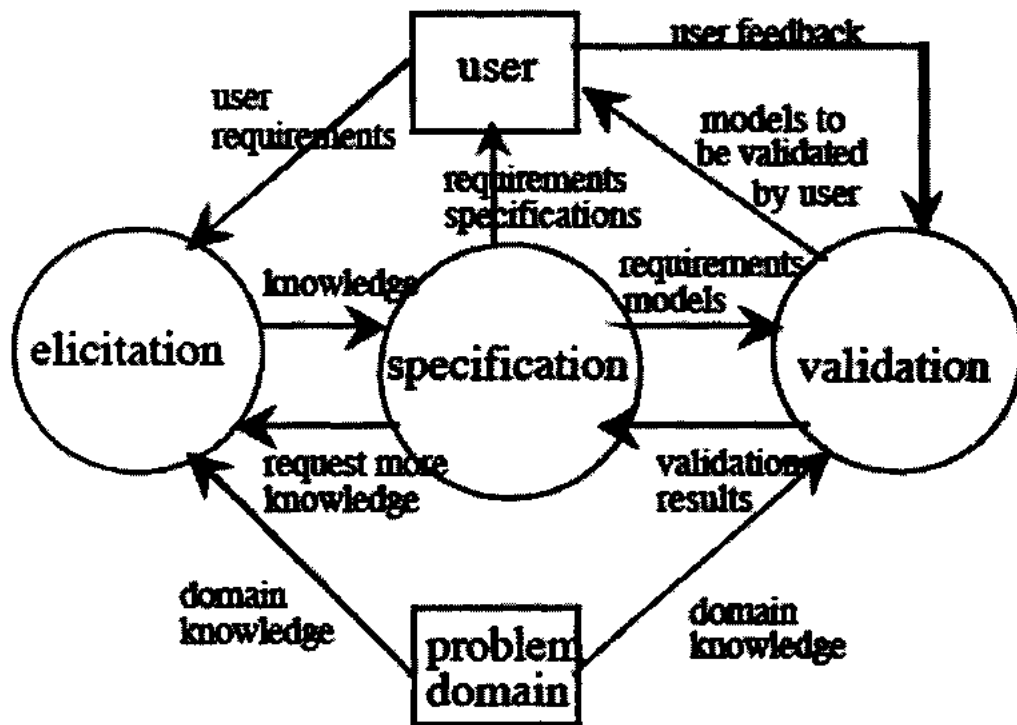 user feedback
user
user
requirements
models to
be validated
by user
requirements
specifications
knowledge
requirements
models
elicitation
specification
validation
request more
knowledge
validation
results
domain
knowledge
problem
domain
domain
knowledge